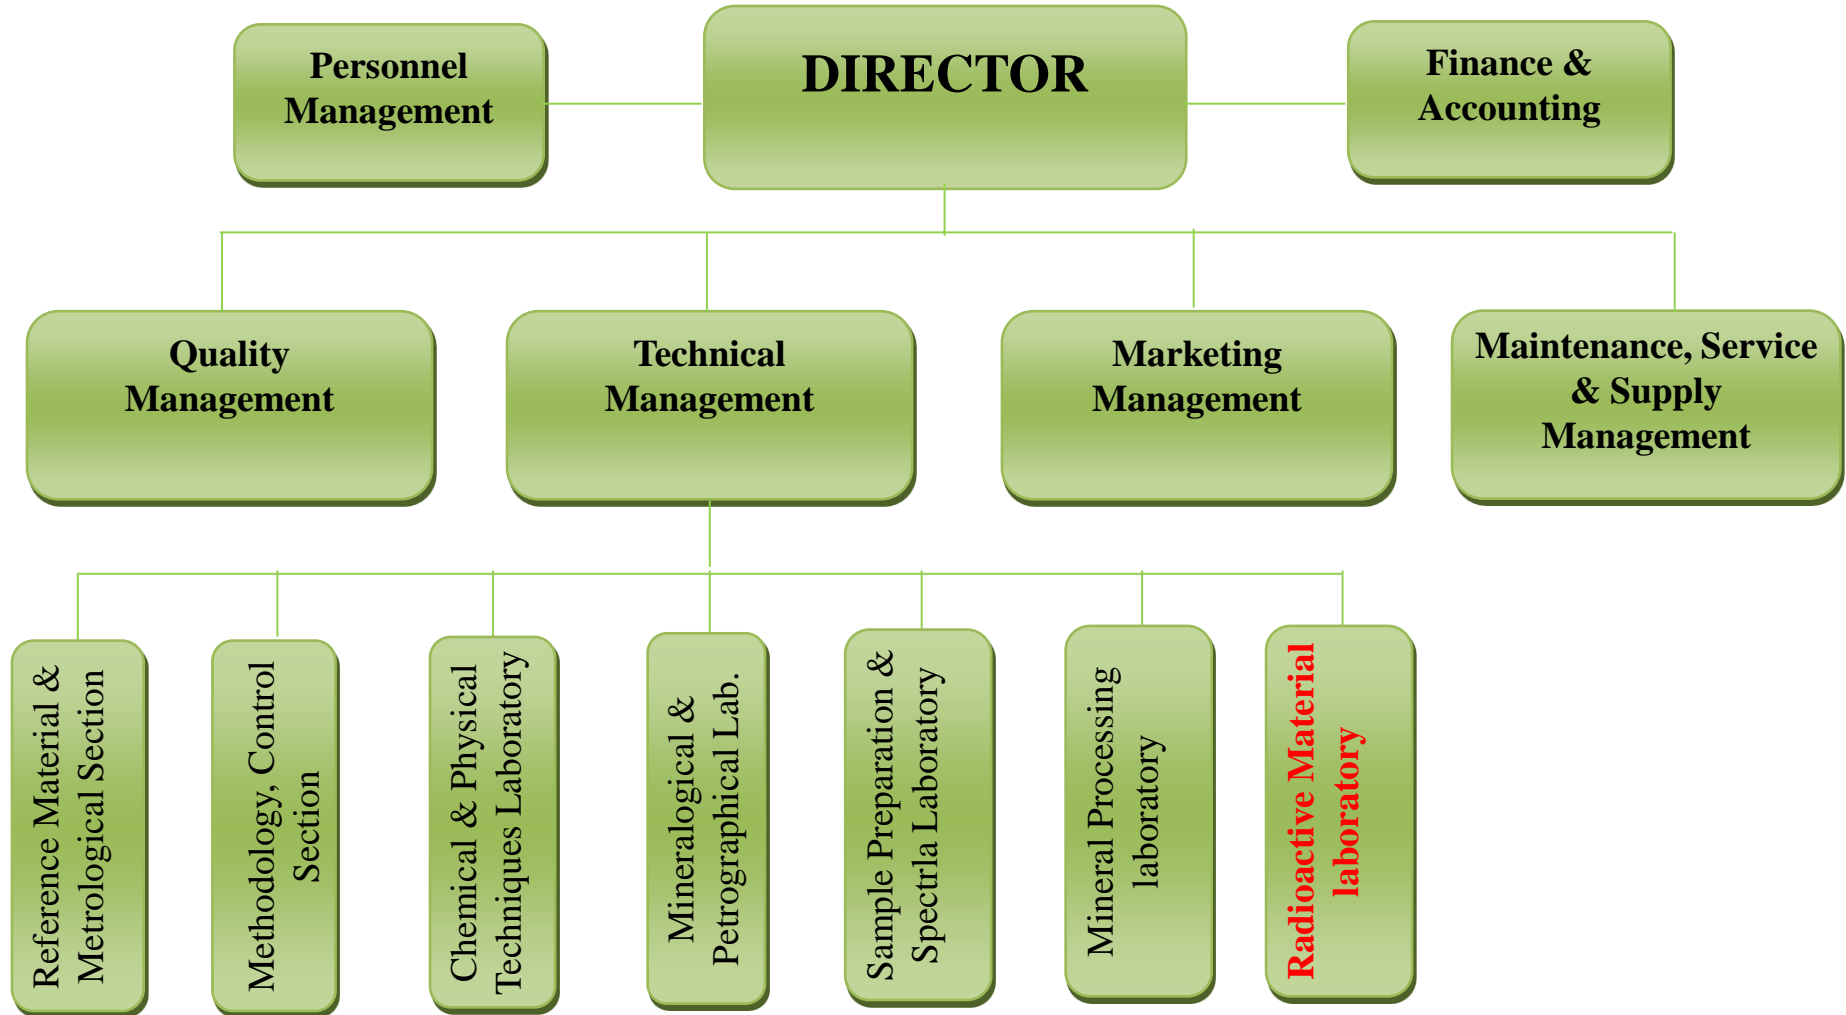 Personnel
Management
DIRECTOR
Finance &
Accounting
Quality
Management
Technical
Management
Marketing
Management
Maintenance, Service
& Supply
Management
Reference Material &
Metrological Section
Methodology, Control
Section
Chemical & Physical
Techniques Laboratory
Mineralogical &
Petrographical Lab.
Sample Preparation &
Spectrla Laboratory
Mineral Processing
laboratory
Radioactive Material
laboratory